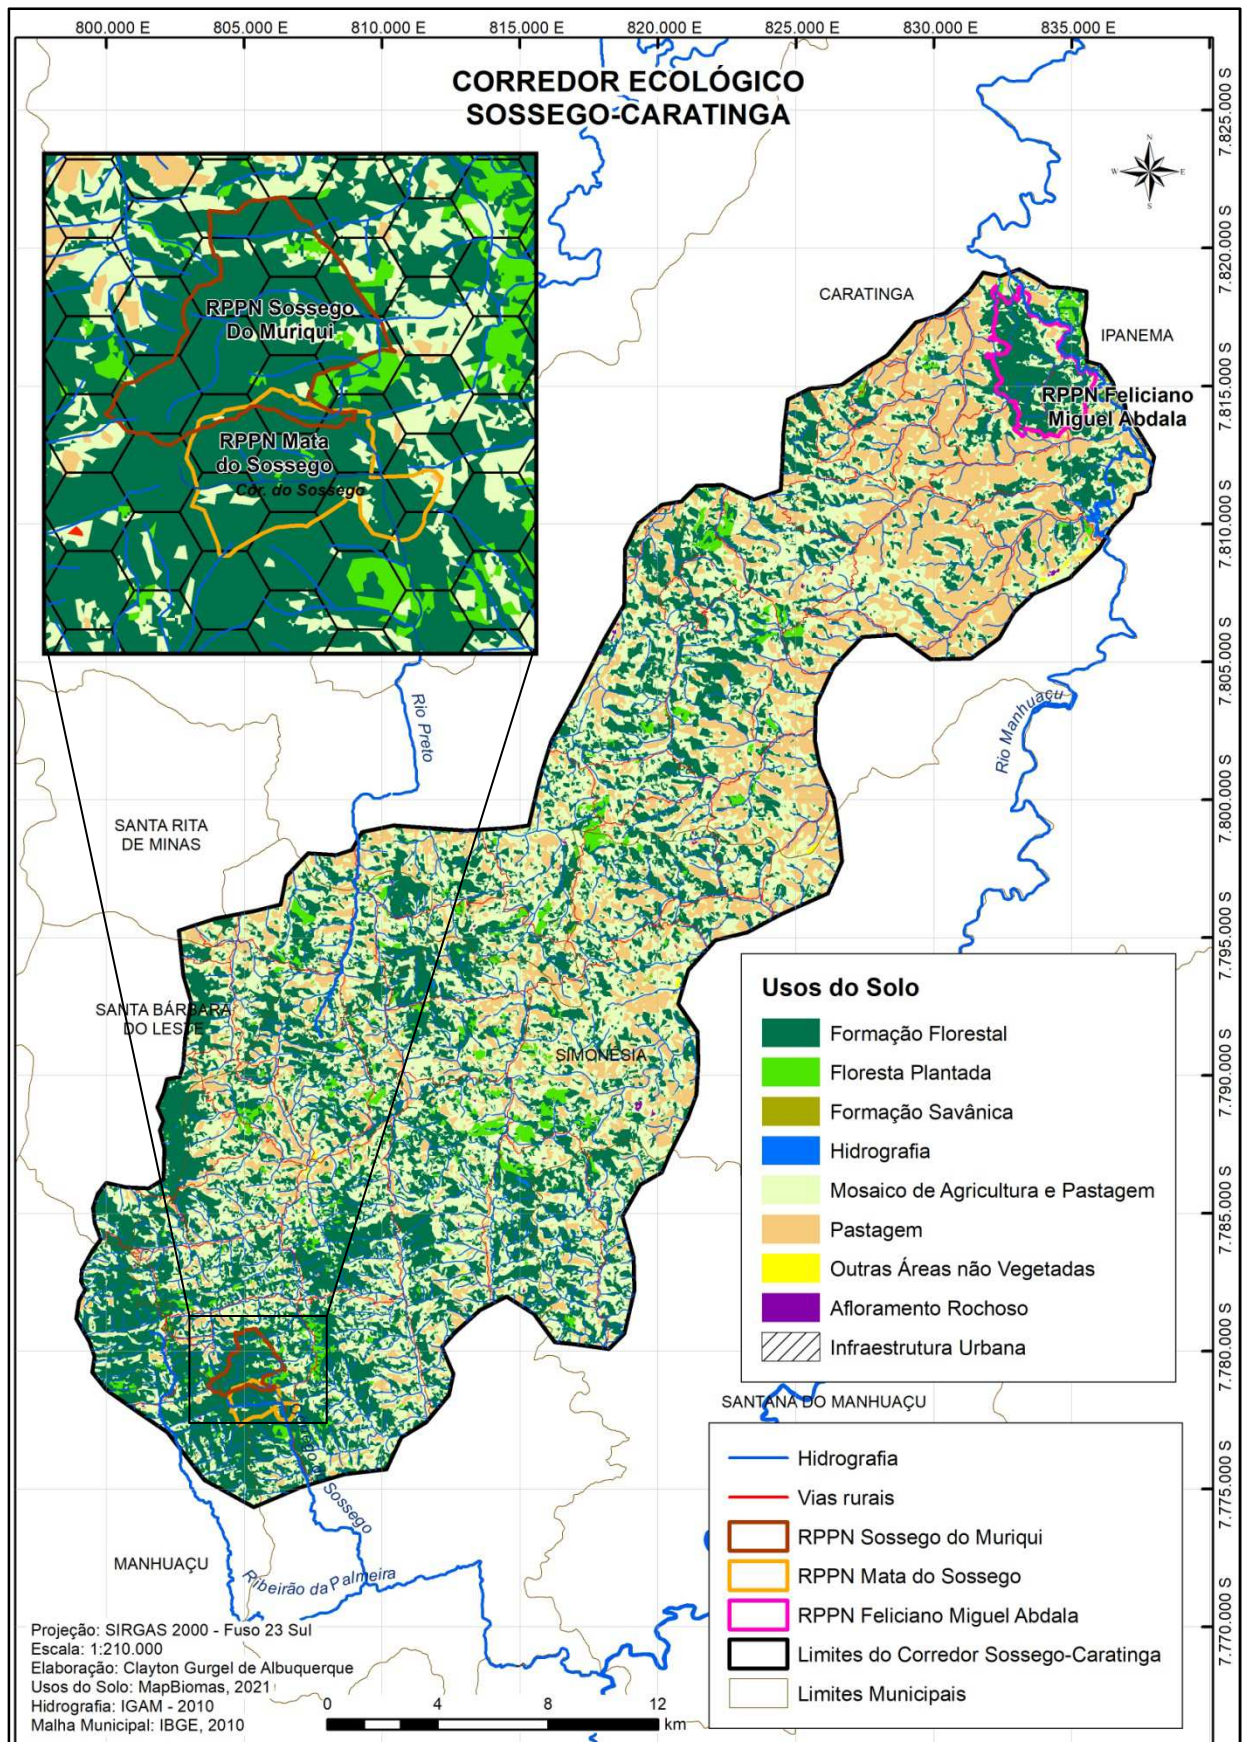 800.000 E
805.000 E
810.000 E
815.000 E
820.000 E
825.000 E
830.000 E
835.000 E
CORREDOR ECOLÓGICO
SOSSEGO-CARATINGA
7.825.000 S
N
W
E
S
7.820.000 S
CARATINGA
RPPN Sossego
Do Muriqui
IPANEMA
7.815.000 S
RPPN Feliciano
Miguel Abdala
RPPN Mata
do Sossego
Cór. do Sossego
7.810.000 S
7.805.000 S
Rio Preto
Rio Manhuaçu
7.800.000 S
SANTA RITA
DE MINAS
7.795.000 S
SANTA BÁRBARA
DO LESTE
SIMONÉSIA
7.790.000 S
Usos do Solo
Formação Florestal
Floresta Plantada
Formação Savânica
Hidrografia
Mosaico de Agricultura e Pastagem
Pastagem
Outras Áreas não Vegetadas
Afloramento Rochoso
Infraestrutura Urbana
7.785.000 S
7.780.000 S
SANTANA DO MANHUAÇU
7.775.000 S
Sossego
MANHUAÇU
Ribeirão da Palmeira
7.770.000 S
Hidrografia
Vias rurais
RPPN Sossego do Muriqui
RPPN Mata do Sossego
RPPN Feliciano Miguel Abdala
Limites do Corredor Sossego-Caratinga
Limites Municipais
Projeção: SIRGAS 2000 - Fuso 23 Sul
Escala: 1:210.000
Elaboração: Clayton Gurgel de Albuquerque
Usos do Solo: MapBiomas, 2021
Hidrografia: IGAM - 2010
Malha Municipal: IBGE, 2010
0 4 8 12
km